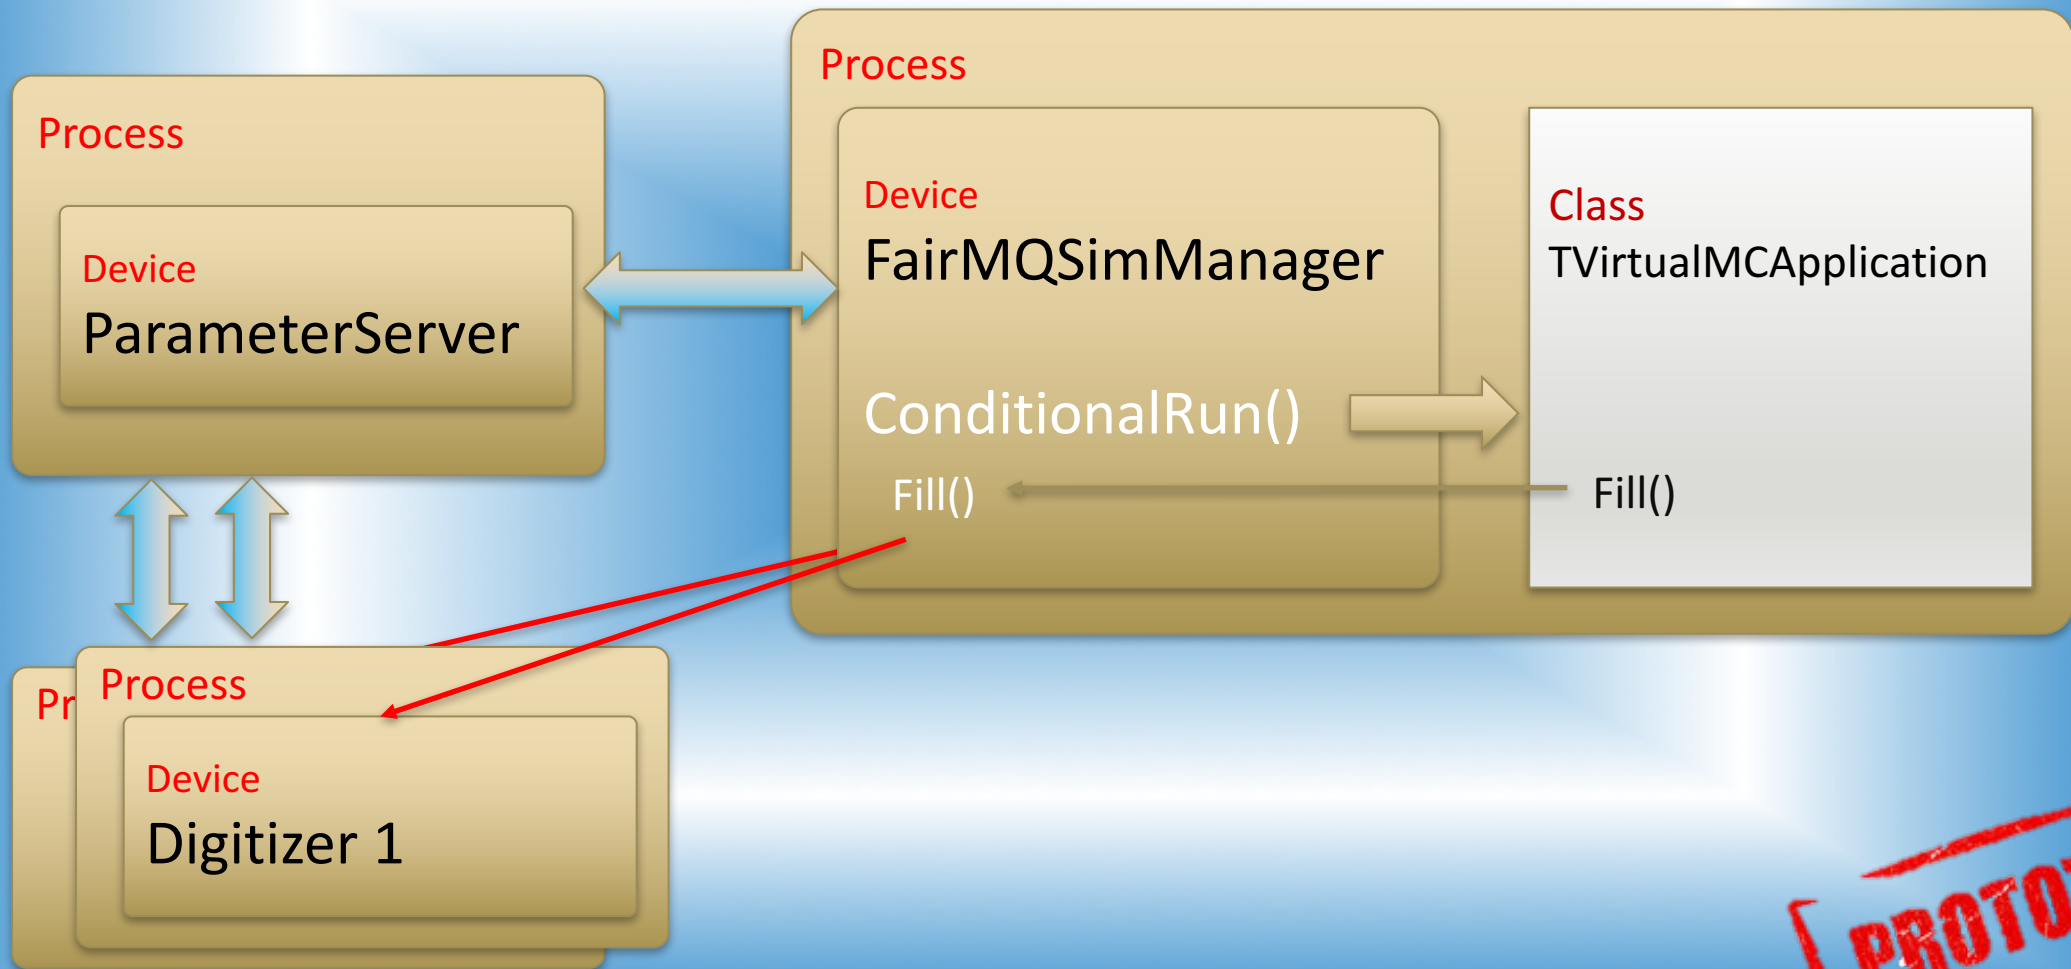 Process
Device
ParameterServer
Process
Device
FairMQSimManager
ConditionalRun()
Fill()
Class
TVirtualMCApplication
Fill()
Process
Device
Digitizer 1